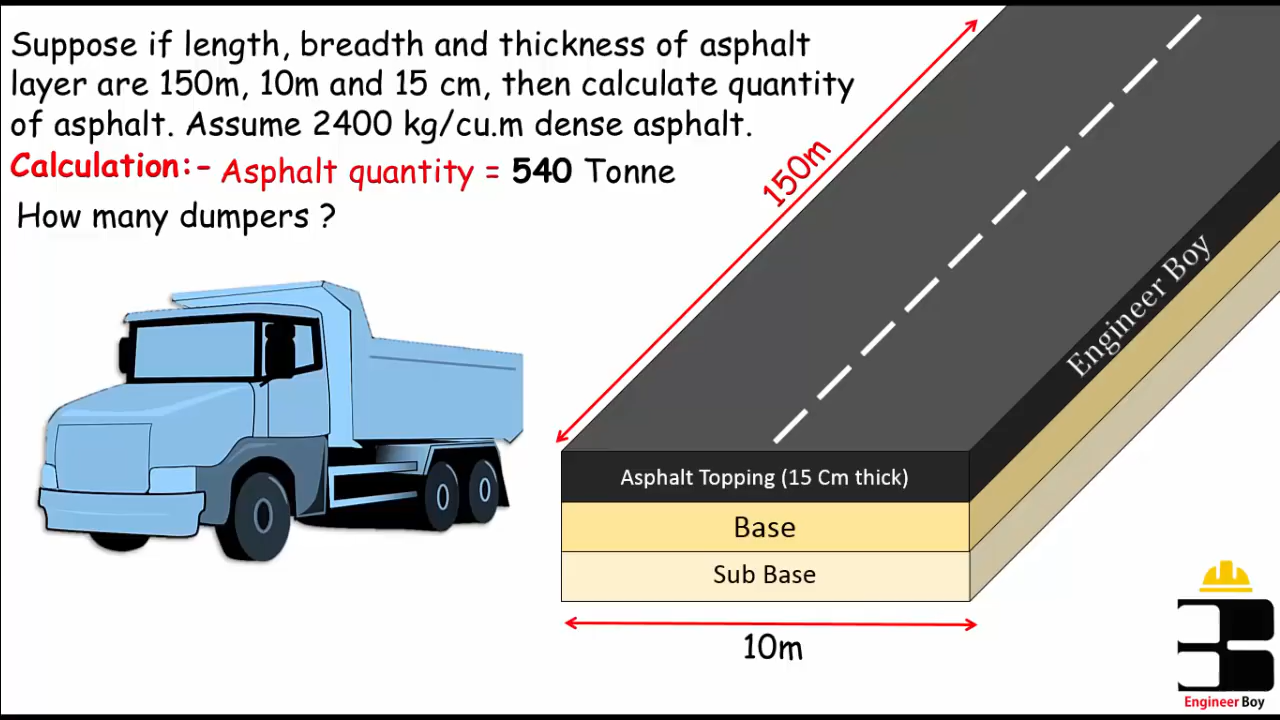 Suppose if length, breadth and thickness of asphalt
layer are 150m, 10m and 15 cm, then calculate quantity
of asphalt. Assume 2400 kg/cu.m dense asphalt.
Calculation:- Asphalt quantity = 540 Tonne
How many dumpers ?
150m
Engineer Boy
Asphalt Topping (15 Cm thick)
Base
Sub Base
10m
Engineer Boy